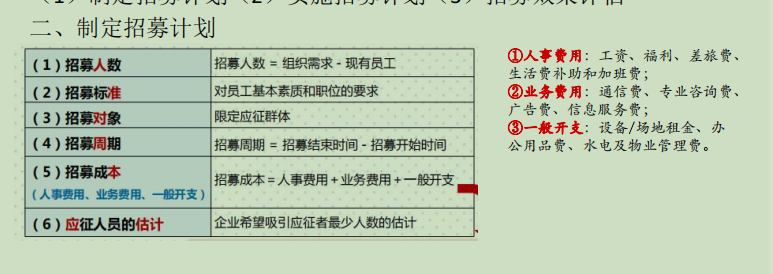 (1)制定招募计划(2)实施招募计划(3)招募效果评估
二、制定招募计划
(1)招募人数 招募人数 = 组织需求 - 现有员工
(2)招募标准 对员工基本素质和职位的要求
(3)招募对象 限定应征群体
(4)招募周期 招募周期 = 招募结束时间 - 招募开始时间
(5)招募成本
(人事费用、业务费用、一般开支) 招募成本 = 人事费用 + 业务费用 + 一般开支
(6)应征人员的估计 企业希望吸引应征者最少人数的估计
①人事费用:工资、福利、差旅费、
生活费补助和加班费;
②业务费用:通信费、专业咨询费、
广告费、信息服务费;
③一般开支:设备/场地租金、办
公用品费、水电及物业管理费。